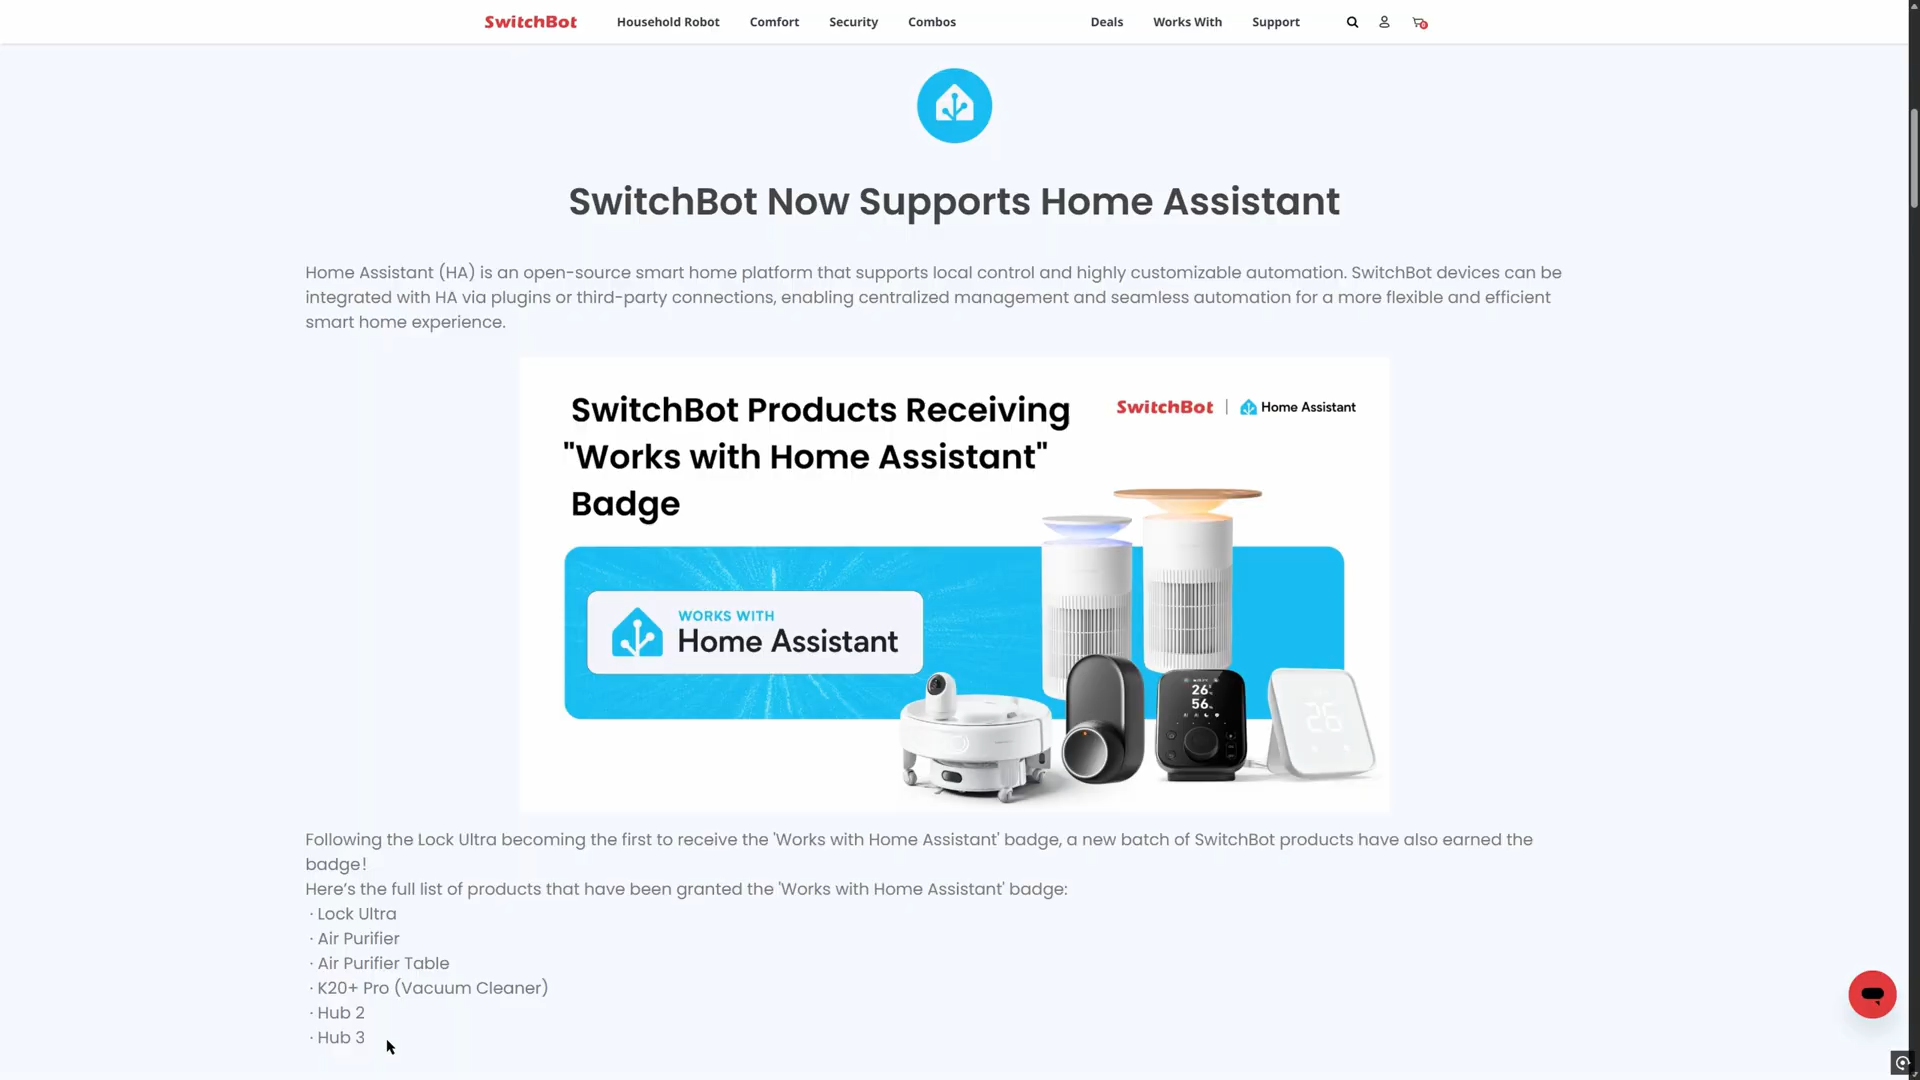 SwitchBot Household Robot Comfort Security Combos Deals Works With Support 0
SwitchBot Now Supports Home Assistant
Home Assistant (HA) is an open-source smart home platform that supports local control and highly customizable automation. SwitchBot devices can be
integrated with HA via plugins or third-party connections, enabling centralized management and seamless automation for a more flexible and efficient
smart home experience.
SwitchBot Products Receiving
"Works with Home Assistant"
Badge
SwitchBot | Home Assistant
WORKS WITH
Home Assistant
26
56
26
Following the Lock Ultra becoming the first to receive the 'Works with Home Assistant' badge, a new batch of SwitchBot products have also earned the
badge!
Here’s the full list of products that have been granted the 'Works with Home Assistant' badge:
· Lock Ultra
· Air Purifier
· Air Purifier Table
· K20+ Pro (Vacuum Cleaner)
· Hub 2
· Hub 3